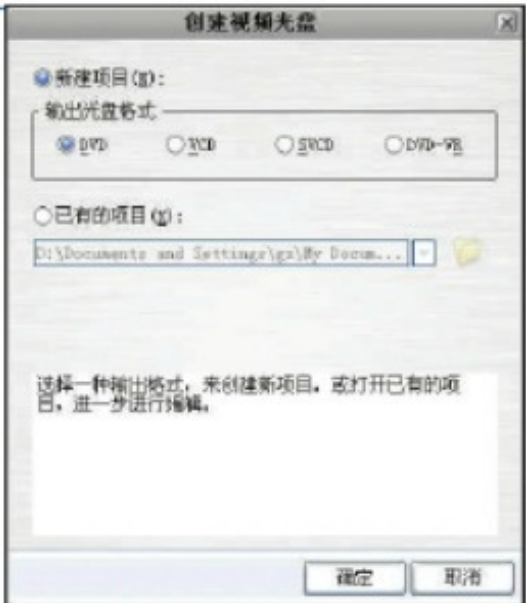 创建视频光盘
新建项目(N):
输出光盘格式
DVD VCD SVCD DVD-VR
已有的项目(X):
D:\Documents and Settings\gx\My Docum...
选择一种输出格式，来创建新项目，或打开已有的项
目，进一步进行编辑。
确定 取消